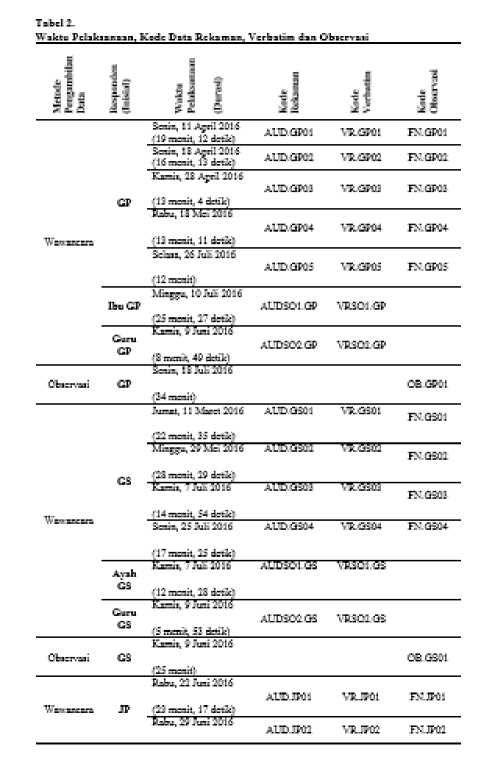 Tabel 2.
Waktu Pelaksanaan, Kode Data Rekaman, Verbatim dan Observasi
Metode Pengambilan Data
Responden (Inisial)
Waktu Pelaksanaan (Durasi)
Kode Rekaman
Kode Verbatim
Kode Observasi
Senin, 11 April 2016
(19 menit, 12 detik) AUD.GP01 VR.GP01 FN.GP01
Senin, 18 April 2016
(16 menit, 13 detik) AUD.GP02 VR.GP02 FN.GP02
Kamis, 28 April 2016
AUD.GP03 VR.GP03 FN.GP03
GP (13 menit, 4 detik)
Rabu, 18 Mei 2016
AUD.GP04 VR.GP04 FN.GP04
Wawancara (13 menit, 11 detik)
Selasa, 26 Juli 2016
AUD.GP05 VR.GP05 FN.GP05
(12 menit)
Minggu, 10 Juli 2016
Ibu GP AUDSO1.GP VRSO1.GP
(25 menit, 27 detik)
Kamis, 9 Juni 2016
Guru GP AUDSO2.GP VRSO2.GP
(8 menit, 49 detik)
Senin, 18 Juli 2016
Observasi GP OB.GP01
(34 menit)
Jumat, 11 Maret 2016 AUD.GS01 VR.GS01 FN.GS01
(22 menit, 35 detik)
Minggu, 29 Mei 2016 AUD.GS02 VR.GS02 FN.GS02
(28 menit, 29 detik)
GS
Kamis, 7 Juli 2016 AUD.GS03 VR.GS03 FN.GS03
(14 menit, 54 detik)
Wawancara
Senin, 25 Juli 2016 AUD.GS04 VR.GS04 FN.GS04
(17 menit, 25 detik)
Kamis, 7 Juli 2016 AUDSO1.GS VRSO1.GS
Ayah GS
(12 menit, 28 detik)
Kamis, 9 Juni 2016
Guru GS AUDSO2.GS VRSO2.GS
(5 menit, 53 detik)
Kamis, 9 Juni 2016
Observasi GS OB.GS01
(25 menit)
Rabu, 22 Juni 2016
AUD.JP01 VR.JP01 FN.JP01
Wawancara JP (23 menit, 17 detik)
Rabu, 29 Juni 2016
AUD.JP02 VR.JP02 FN.JP02